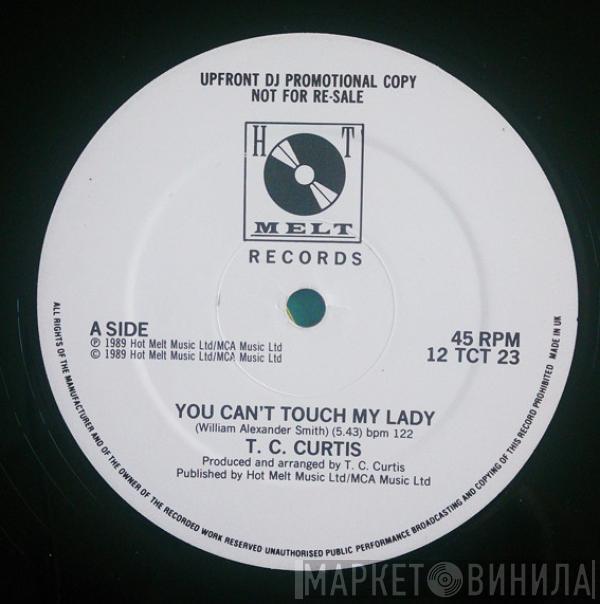 UPFRONT DJ PROMOTIONAL COPY
NOT FOR RE-SALE
HOT
MELT
RECORDS
A SIDE
℗ 1989 Hot Melt Music Ltd/MCA Music Ltd
© 1989 Hot Melt Music Ltd/MCA Music Ltd
45 RPM
12 TCT 23
YOU CAN'T TOUCH MY LADY
(William Alexander Smith) (5.43) bpm 122
T. C. CURTIS
Produced and arranged by T. C. Curtis
Published by Hot Melt Music Ltd/MCA Music Ltd
ALL RIGHTS OF THE MANUFACTURER AND OF THE OWNER OF THE RECORDED WORK RESERVED UNAUTHORISED PUBLIC PERFORMANCE BROADCASTING AND COPYING OF THIS RECORD PROHIBITED MADE IN UK
МАРКЕТ ВИНИЛА